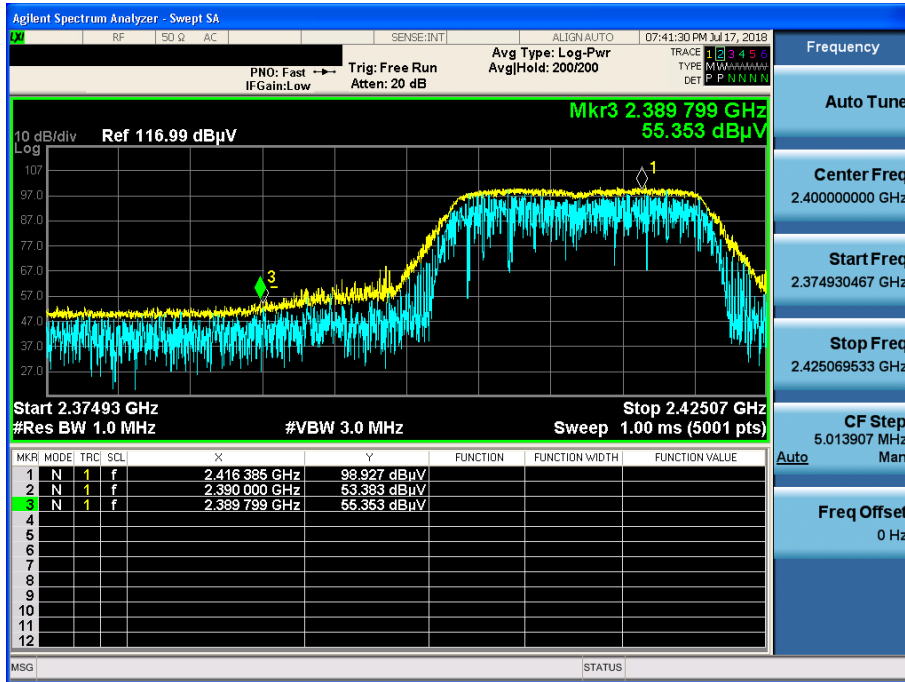 Agilent Spectrum Analyzer - Swept SA
LXI RF 50 Ω AC SENSE:INT ALIGN AUTO 07:41:30 PM Jul 17, 2018
PNO: Fast Trig: Free Run Avg Type: Log-Pwr TRACE 1 2 3 4 5 6
IFGain:Low Atten: 20 dB Avg|Hold: 200/200 TYPE M W W W W W W
DET P P N N N N
Frequency
Mkr3 2.389 799 GHz
55.353 dBµV
10 dB/div Ref 116.99 dBµV
Log
107
97.0
87.0
77.0
67.0
57.0
47.0
37.0
27.0
1
3
Start 2.37493 GHz Stop 2.42507 GHz
#Res BW 1.0 MHz #VBW 3.0 MHz Sweep 1.00 ms (5001 pts)
MKR MODE TRC SCL X Y FUNCTION FUNCTION WIDTH FUNCTION VALUE
1 N 1 f 2.416 385 GHz 98.927 dBµV
2 N 1 f 2.390 000 GHz 53.383 dBµV
3 N 1 f 2.389 799 GHz 55.353 dBµV
4
5
6
7
8
9
10
11
12
MSG STATUS
Auto Tune
Center Freq
2.400000000 GHz
Start Freq
2.374930467 GHz
Stop Freq
2.425069533 GHz
CF Step
5.013907 MHz
Auto Man
Freq Offset
0 Hz